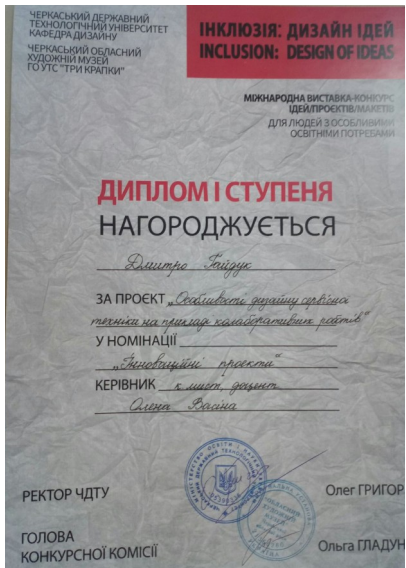 ЧЕРКАСЬКИЙ ДЕРЖАВНИЙ
ТЕХНОЛОГІЧНИЙ УНІВЕРСИТЕТ
КАФЕДРА ДИЗАЙНУ
ЧЕРКАСЬКИЙ ОБЛАСНИЙ
ХУДОЖНІЙ МУЗЕЙ
ГО УТС "ТРИ КРАПКИ"
ІНКЛЮЗІЯ: ДИЗАЙН ІДЕЙ
INCLUSION: DESIGN OF IDEAS
МІЖНАРОДНА ВИСТАВКА-КОНКУРС
ІДЕЙ/ПРОЄКТІВ/МАКЕТІВ
ДЛЯ ЛЮДЕЙ З ОСОБЛИВИМИ
ОСВІТНІМИ ПОТРЕБАМИ
ДИПЛОМ І СТУПЕНЯ
НАГОРОДЖУЄТЬСЯ
Дмитро Гайдук
ЗА ПРОЄКТ „Особливості дизайну сервісної
техніки на прикладі колаборативних роботів"
У НОМІНАЦІЇ
„Інноваційні проекти"
КЕРІВНИК к. мист., доцент
Олена Васіна
РЕКТОР ЧДТУ
Олег ГРИГОР
ГОЛОВА
КОНКУРСНОЇ КОМІСІЇ
Ольга ГЛАДУН